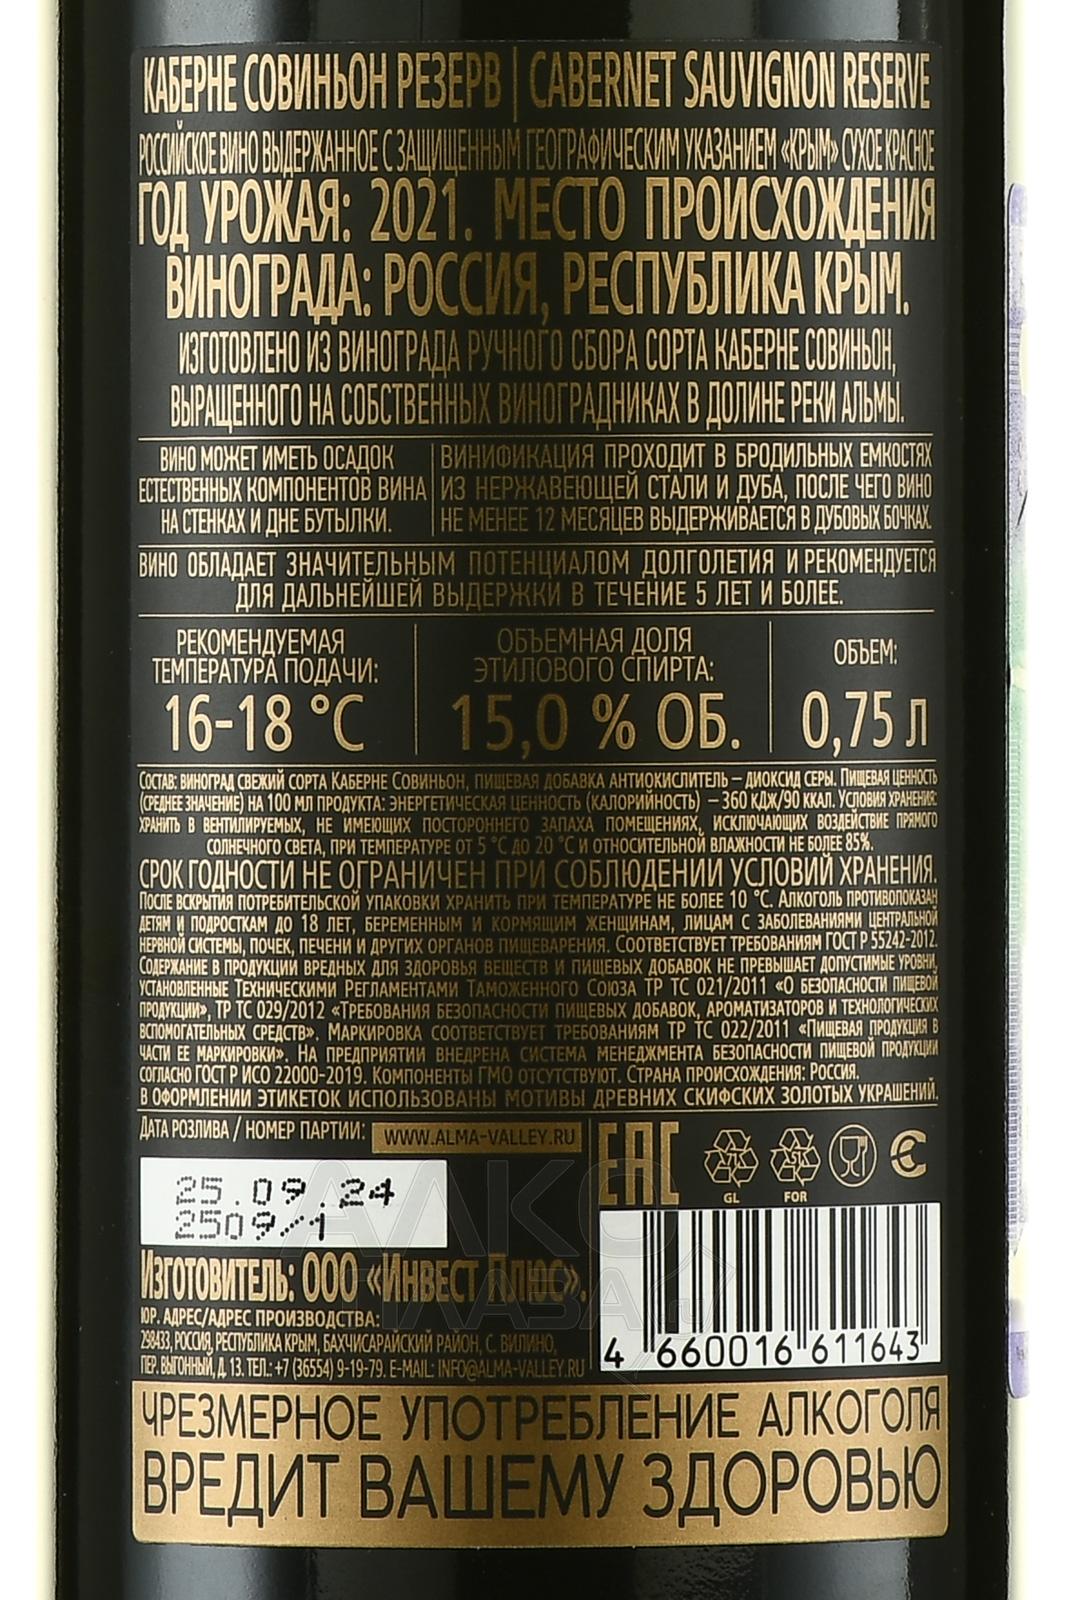 КАБЕРНЕ СОВИНЬОН РЕЗЕРВ | CABERNET SAUVIGNON RESERVE
РОССИЙСКОЕ ВИНО ВЫДЕРЖАННОЕ С ЗАЩИЩЕННЫМ ГЕОГРАФИЧЕСКИМ УКАЗАНИЕМ «КРЫМ» СУХОЕ КРАСНОЕ
ГОД УРОЖАЯ: 2021. МЕСТО ПРОИСХОЖДЕНИЯ
ВИНОГРАДА: РОССИЯ, РЕСПУБЛИКА КРЫМ.
ИЗГОТОВЛЕНО ИЗ ВИНОГРАДА РУЧНОГО СБОРА СОРТА КАБЕРНЕ СОВИНЬОН,
ВЫРАЩЕННОГО НА СОБСТВЕННЫХ ВИНОГРАДНИКАХ В ДОЛИНЕ РЕКИ АЛЬМЫ.
ВИНО МОЖЕТ ИМЕТЬ ОСАДОК
ЕСТЕСТВЕННЫХ КОМПОНЕНТОВ ВИНА
НА СТЕНКАХ И ДНЕ БУТЫЛКИ.
ВИНИФИКАЦИЯ ПРОХОДИТ В БРОДИЛЬНЫХ ЕМКОСТЯХ
ИЗ НЕРЖАВЕЮЩЕЙ СТАЛИ И ДУБА, ПОСЛЕ ЧЕГО ВИНО
НЕ МЕНЕЕ 12 МЕСЯЦЕВ ВЫДЕРЖИВАЕТСЯ В ДУБОВЫХ БОЧКАХ.
ВИНО ОБЛАДАЕТ ЗНАЧИТЕЛЬНЫМ ПОТЕНЦИАЛОМ ДОЛГОЛЕТИЯ И РЕКОМЕНДУЕТСЯ
ДЛЯ ДАЛЬНЕЙШЕЙ ВЫДЕРЖКИ В ТЕЧЕНИЕ 5 ЛЕТ И БОЛЕЕ.
РЕКОМЕНДУЕМАЯ
ТЕМПЕРАТУРА ПОДАЧИ:
16-18 °C
ОБЪЕМНАЯ ДОЛЯ
ЭТИЛОВОГО СПИРТА:
15,0 % ОБ.
ОБЪЕМ:
0,75 л
СОСТАВ: ВИНОГРАД СВЕЖИЙ СОРТА КАБЕРНЕ СОВИНЬОН, ПИЩЕВАЯ ДОБАВКА АНТИОКИСЛИТЕЛЬ – ДИОКСИД СЕРЫ. ПИЩЕВАЯ ЦЕННОСТЬ
(СРЕДНЕЕ ЗНАЧЕНИЕ) НА 100 МЛ ПРОДУКТА: ЭНЕРГЕТИЧЕСКАЯ ЦЕННОСТЬ (КАЛОРИЙНОСТЬ) – 360 КДЖ/90 ККАЛ. УСЛОВИЯ ХРАНЕНИЯ:
ХРАНИТЬ В ВЕНТИЛИРУЕМЫХ, НЕ ИМЕЮЩИХ ПОСТОРОННЕГО ЗАПАХА ПОМЕЩЕНИЯХ, ИСКЛЮЧАЮЩИХ ВОЗДЕЙСТВИЕ ПРЯМОГО
СОЛНЕЧНОГО СВЕТА, ПРИ ТЕМПЕРАТУРЕ ОТ 5 °C ДО 20 °C И ОТНОСИТЕЛЬНОЙ ВЛАЖНОСТИ НЕ БОЛЕЕ 85%.
СРОК ГОДНОСТИ НЕ ОГРАНИЧЕН ПРИ СОБЛЮДЕНИИ УСЛОВИЙ ХРАНЕНИЯ.
ПОСЛЕ ВСКРЫТИЯ ПОТРЕБИТЕЛЬСКОЙ УПАКОВКИ ХРАНИТЬ ПРИ ТЕМПЕРАТУРЕ НЕ БОЛЕЕ 10 °C. АЛКОГОЛЬ ПРОТИВОПОКАЗАН
ДЕТЯМ И ПОДРОСТКАМ ДО 18 ЛЕТ, БЕРЕМЕННЫМ И КОРМЯЩИМ ЖЕНЩИНАМ, ЛИЦАМ С ЗАБОЛЕВАНИЯМИ ЦЕНТРАЛЬНОЙ
НЕРВНОЙ СИСТЕМЫ, ПОЧЕК, ПЕЧЕНИ И ДРУГИХ ОРГАНОВ ПИЩЕВАРЕНИЯ. СООТВЕТСТВУЕТ ТРЕБОВАНИЯМ ГОСТ Р 55242-2012.
СОДЕРЖАНИЕ В ПРОДУКЦИИ ВРЕДНЫХ ДЛЯ ЗДОРОВЬЯ ВЕЩЕСТВ И ПИЩЕВЫХ ДОБАВОК НЕ ПРЕВЫШАЕТ ДОПУСТИМЫЕ УРОВНИ,
УСТАНОВЛЕННЫЕ ТЕХНИЧЕСКИМИ РЕГЛАМЕНТАМИ ТАМОЖЕННОГО СОЮЗА ТР ТС 021/2011 «О БЕЗОПАСНОСТИ ПИЩЕВОЙ
ПРОДУКЦИИ», ТР ТС 029/2012 «ТРЕБОВАНИЯ БЕЗОПАСНОСТИ ПИЩЕВЫХ ДОБАВОК, АРОМАТИЗАТОРОВ И ТЕХНОЛОГИЧЕСКИХ
ВСПОМОГАТЕЛЬНЫХ СРЕДСТВ». МАРКИРОВКА СООТВЕТСТВУЕТ ТРЕБОВАНИЯМ ТР ТС 022/2011 «ПИЩЕВАЯ ПРОДУКЦИЯ В
ЧАСТИ ЕЕ МАРКИРОВКИ». НА ПРЕДПРИЯТИИ ВНЕДРЕНА СИСТЕМА МЕНЕДЖМЕНТА БЕЗОПАСНОСТИ ПИЩЕВОЙ ПРОДУКЦИИ
СОГЛАСНО ГОСТ Р ИСО 22000-2019. КОМПОНЕНТЫ ГМО ОТСУТСТВУЮТ. СТРАНА ПРОИСХОЖДЕНИЯ: РОССИЯ.
В ОФОРМЛЕНИИ ЭТИКЕТОК ИСПОЛЬЗОВАНЫ МОТИВЫ ДРЕВНИХ СКИФСКИХ ЗОЛОТЫХ УКРАШЕНИЙ.
ДАТА РОЗЛИВА / НОМЕР ПАРТИИ: WWW.ALMA-VALLEY.RU
25.09.24
2509/1
EAC
GL FOR
ИЗГОТОВИТЕЛЬ: ООО «ИНВЕСТ ПЛЮС».
ЮР. АДРЕС/АДРЕС ПРОИЗВОДСТВА:
298433, РОССИЯ, РЕСПУБЛИКА КРЫМ, БАХЧИСАРАЙСКИЙ РАЙОН, С. ВИЛИНО,
ПЕР. ВЫГОННЫЙ, Д. 13. ТЕЛ.: +7 (36554) 9-19-79. E-MAIL: INFO@ALMA-VALLEY.RU
4 660016 611643
АЛКО
ПЛАЗА.ru
ЧРЕЗМЕРНОЕ УПОТРЕБЛЕНИЕ АЛКОГОЛЯ
ВРЕДИТ ВАШЕМУ ЗДОРОВЬЮ